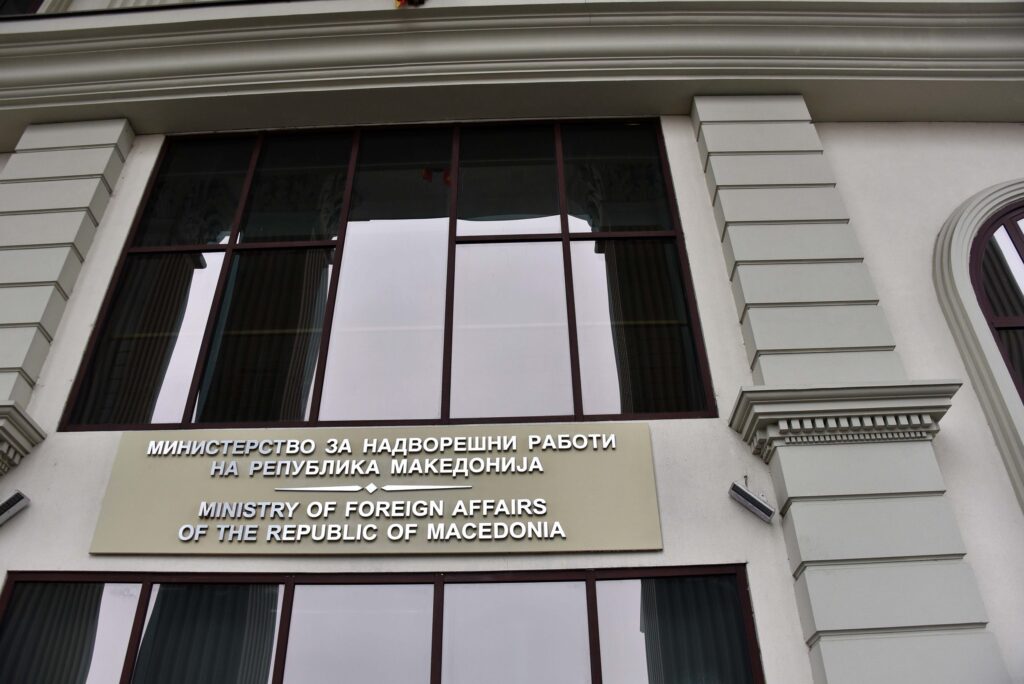 МИНИСТЕРСТВО ЗА НАДВОРЕШНИ РАБОТИ
НА РЕПУБЛИКА МАКЕДОНИЈА
MINISTRY OF FOREIGN AFFAIRS
OF THE REPUBLIC OF MACEDONIA